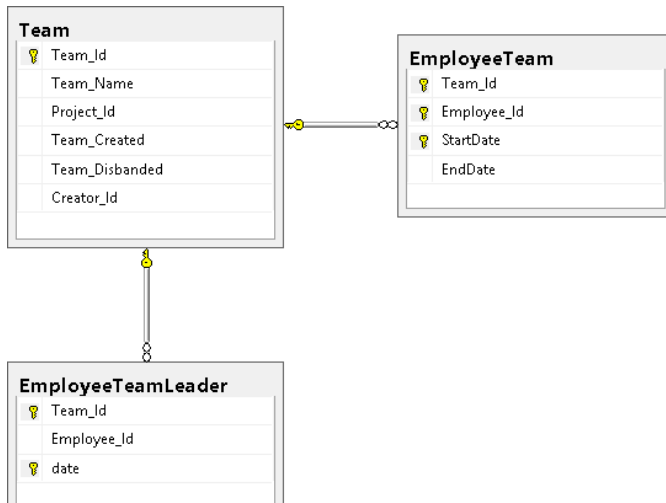 Team
Team_Id
Team_Name
Project_Id
Team_Created
Team_Disbanded
Creator_Id
EmployeeTeam
Team_Id
Employee_Id
StartDate
EndDate
EmployeeTeamLeader
Team_Id
Employee_Id
date